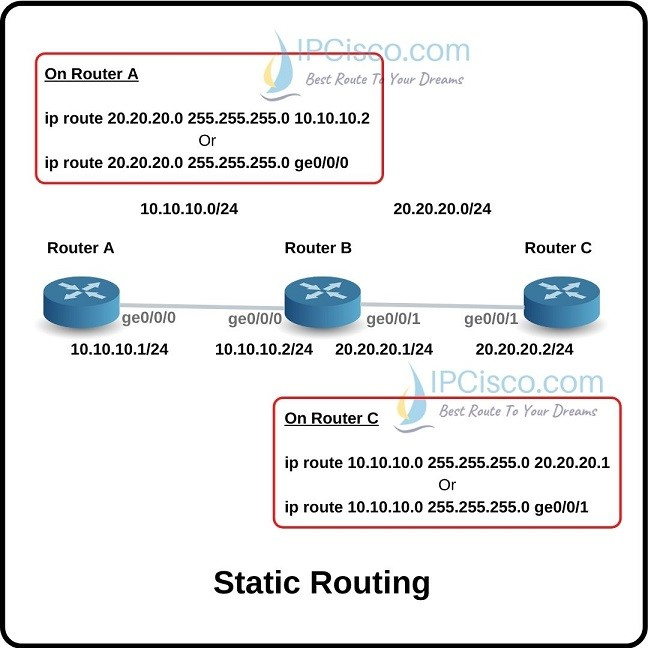 IPCisco.com
Best Route To Your Dreams
On Router A
ip route 20.20.20.0 255.255.255.0 10.10.10.2
Or
ip route 20.20.20.0 255.255.255.0 ge0/0/0
10.10.10.0/24 20.20.20.0/24
Router A Router B Router C
ge0/0/0 ge0/0/0 ge0/0/1 ge0/0/1
10.10.10.1/24 10.10.10.2/24 20.20.20.1/24 20.20.20.2/24
IPCisco.com
Best Route To Your Dreams
On Router C
ip route 10.10.10.0 255.255.255.0 20.20.20.1
Or
ip route 10.10.10.0 255.255.255.0 ge0/0/1
Static Routing